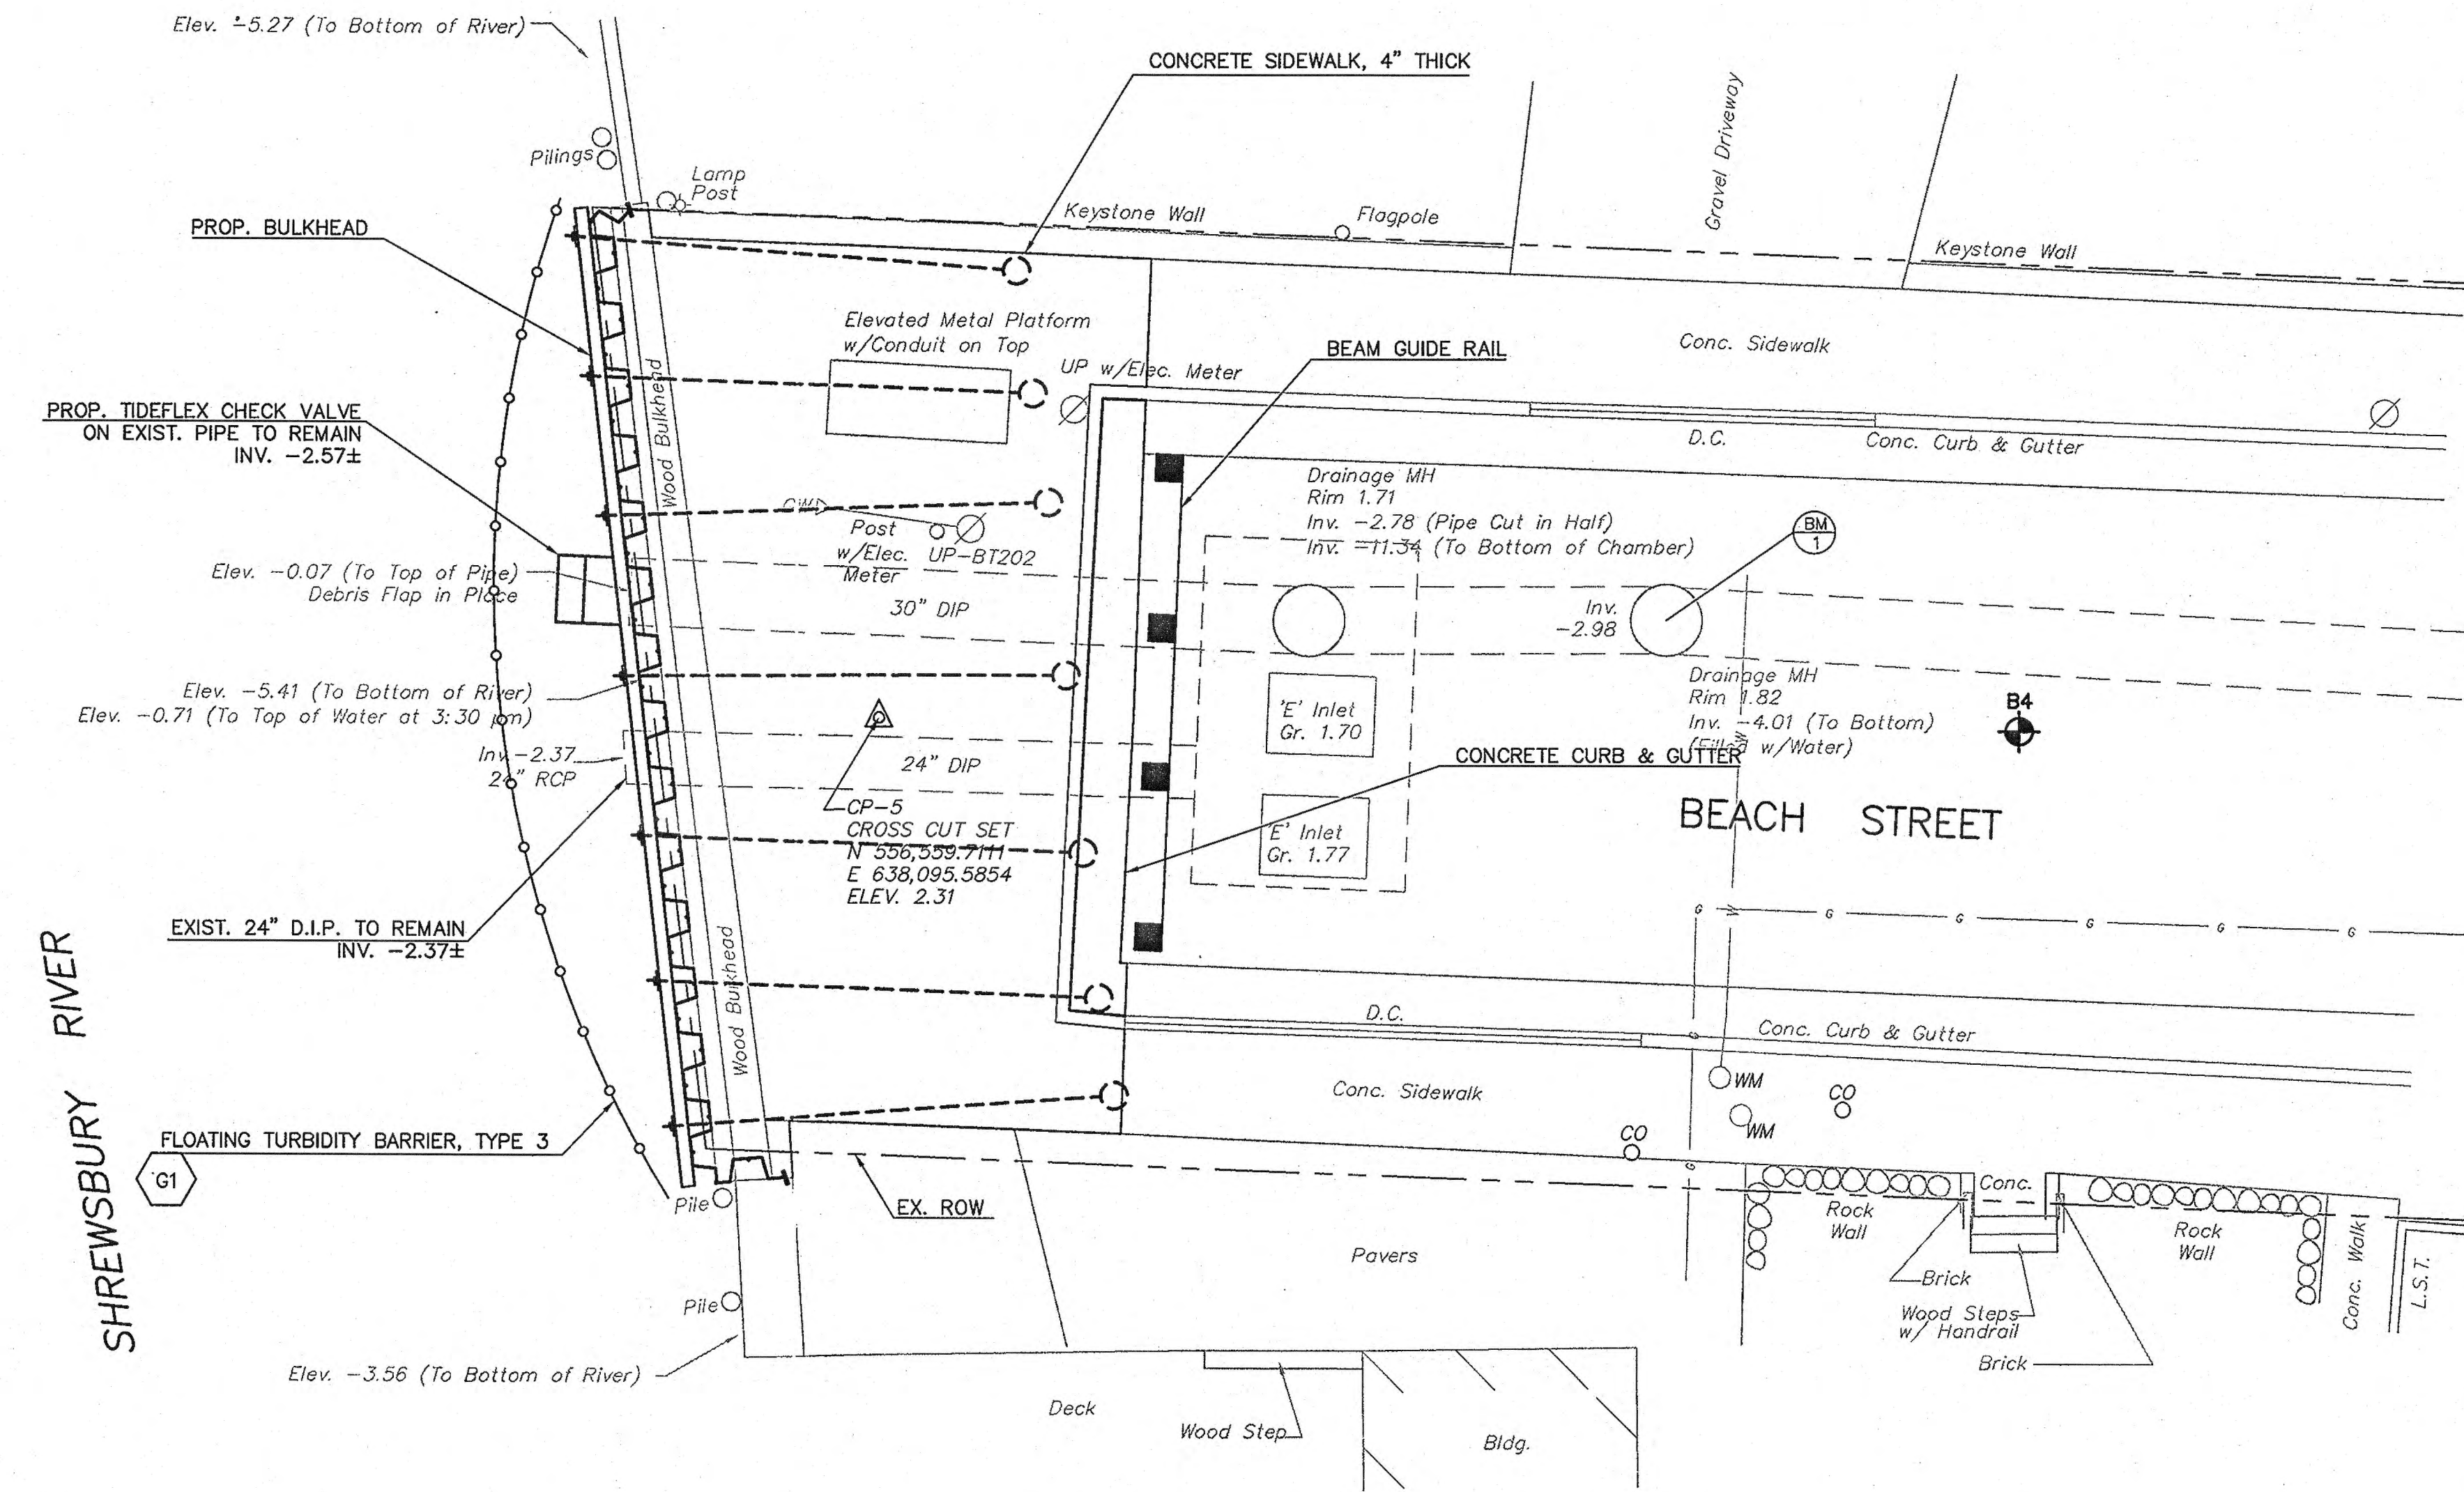 Elev. -5.27 (To Bottom of River)
CONCRETE SIDEWALK, 4" THICK
Gravel Driveway
Pilings
Lamp
Post
PROP. BULKHEAD
Keystone Wall
Flagpole
Keystone Wall
Elevated Metal Platform
w/Conduit on Top
BEAM GUIDE RAIL
Conc. Sidewalk
UP w/Elec. Meter
Wood Bulkhead
PROP. TIDEFLEX CHECK VALVE
ON EXIST. PIPE TO REMAIN
INV. -2.57±
D.C.
Conc. Curb & Gutter
Drainage MH
Rim 1.71
Inv. -2.78 (Pipe Cut in Half)
Inv. -11.34 (To Bottom of Chamber)
BM
1
Post
w/Elec.
Meter
UP-BT202
Elev. -0.07 (To Top of Pipe)
Debris Flap in Place
30" DIP
Inv.
-2.98
Elev. -5.41 (To Bottom of River)
Elev. -0.71 (To Top of Water at 3:30 pm)
Drainage MH
Rim 1.82
Inv. -4.01 (To Bottom)
(Filled w/Water)
B4
'E' Inlet
Gr. 1.70
Inv.-2.37
24" RCP
24" DIP
CONCRETE CURB & GUTTER
W
CP-5
CROSS CUT SET
N 556,559.7111
E 638,095.5854
ELEV. 2.31
'E' Inlet
Gr. 1.77
BEACH STREET
EXIST. 24" D.I.P. TO REMAIN
INV. -2.37±
G W G G G G G
SHREWSBURY RIVER
Wood Bulkhead
D.C.
Conc. Curb & Gutter
G
Conc. Sidewalk
WM
WM
CO
CO
FLOATING TURBIDITY BARRIER, TYPE 3
G1
G
Pile
EX. ROW
Conc.
Rock
Wall
Rock
Wall
Conc. Walk
L.S.T.
Pavers
Brick
Wood Steps
w/ Handrail
Brick
Pile
Elev. -3.56 (To Bottom of River)
Deck
Wood Step
Bldg.